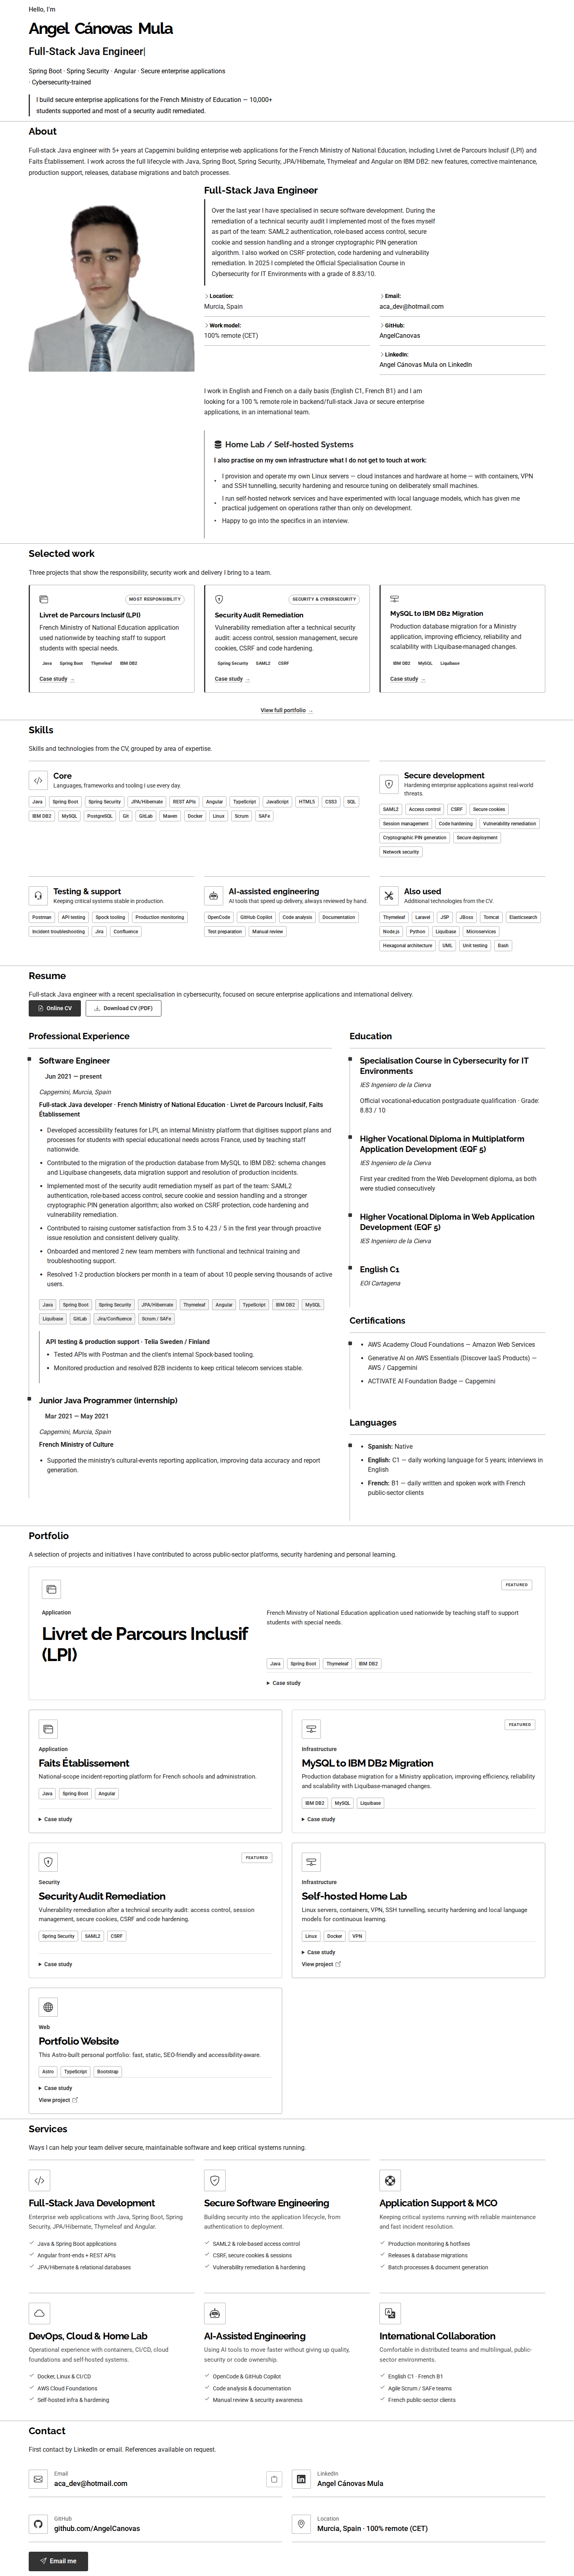 Hello, I'm
Angel Cánovas Mula
Full-Stack Java Engineer|
Spring Boot · Spring Security · Angular · Secure enterprise applications
· Cybersecurity-trained
I build secure enterprise applications for the French Ministry of Education — 10,000+
students supported and most of a security audit remediated.
About
Full-stack Java engineer with 5+ years at Capgemini building enterprise web applications for the French Ministry of National Education, including Livret de Parcours Inclusif (LPI) and
Faits Établissement. I work across the full lifecycle with Java, Spring Boot, Spring Security, JPA/Hibernate, Thymeleaf and Angular on IBM DB2: new features, corrective maintenance,
production support, releases, database migrations and batch processes.
Full-Stack Java Engineer
Over the last year I have specialised in secure software development. During the
remediation of a technical security audit I implemented most of the fixes myself
as part of the team: SAML2 authentication, role-based access control, secure
cookie and session handling and a stronger cryptographic PIN generation
algorithm. I also worked on CSRF protection, code hardening and vulnerability
remediation. In 2025 I completed the Official Specialisation Course in
Cybersecurity for IT Environments with a grade of 8.83/10.
Location:
Murcia, Spain
Email:
aca_dev@hotmail.com
Work model:
100% remote (CET)
GitHub:
AngelCanovas
LinkedIn:
Angel Cánovas Mula on LinkedIn
I work in English and French on a daily basis (English C1, French B1) and I am
looking for a 100 % remote role in backend/full-stack Java or secure enterprise
applications, in an international team.
Home Lab / Self-hosted Systems
I also practise on my own infrastructure what I do not get to touch at work:
• I provision and operate my own Linux servers — cloud instances and hardware at home — with containers, VPN
and SSH tunnelling, security hardening and resource tuning on deliberately small machines.
• I run self-hosted network services and have experimented with local language models, which has given me
practical judgement on operations rather than only on development.
• Happy to go into the specifics in an interview.
Selected work
Three projects that show the responsibility, security work and delivery I bring to a team.
MOST RESPONSIBILITY
Livret de Parcours Inclusif (LPI)
French Ministry of National Education application
used nationwide by teaching staff to support
students with special needs.
Java Spring Boot Thymeleaf IBM DB2
Case study →
SECURITY & CYBERSECURITY
Security Audit Remediation
Vulnerability remediation after a technical security
audit: access control, session management, secure
cookies, CSRF and code hardening.
Spring Security SAML2 CSRF
Case study →
MySQL to IBM DB2 Migration
Production database migration for a Ministry
application, improving efficiency, reliability and
scalability with Liquibase-managed changes.
IBM DB2 MySQL Liquibase
Case study →
View full portfolio →
Skills
Skills and technologies from the CV, grouped by area of expertise.
Core
Languages, frameworks and tooling I use every day.
Java Spring Boot Spring Security JPA/Hibernate REST APIs Angular TypeScript JavaScript HTML5 CSS3 SQL
IBM DB2 MySQL PostgreSQL Git GitLab Maven Docker Linux Scrum SAFe
Secure development
Hardening enterprise applications against real-world
threats.
SAML2 Access control CSRF Secure cookies
Session management Code hardening Vulnerability remediation
Cryptographic PIN generation Secure deployment
Network security
Testing & support
Keeping critical systems stable in production.
Postman API testing Spock tooling Production monitoring
Incident troubleshooting Jira Confluence
AI-assisted engineering
AI tools that speed up delivery, always reviewed by hand.
OpenCode GitHub Copilot Code analysis Documentation
Test preparation Manual review
Also used
Additional technologies from the CV.
Thymeleaf Laravel JSP JBoss Tomcat Elasticsearch
Node.js Python Liquibase Microservices
Hexagonal architecture UML Unit testing Bash
Resume
Full-stack Java engineer with a recent specialisation in cybersecurity, focused on secure enterprise applications and international delivery.
Online CV
Download CV (PDF)
Professional Experience
Software Engineer
Jun 2021 — present
Capgemini, Murcia, Spain
Full-stack Java developer · French Ministry of National Education · Livret de Parcours Inclusif, Faits
Établissement
• Developed accessibility features for LPI, an internal Ministry platform that digitises support plans and
processes for students with special educational needs across France, used by teaching staff
nationwide.
• Contributed to the migration of the production database from MySQL to IBM DB2: schema changes
and Liquibase changesets, data migration support and resolution of production incidents.
• Implemented most of the security audit remediation myself as part of the team: SAML2
authentication, role-based access control, secure cookie and session handling and a stronger
cryptographic PIN generation algorithm; also worked on CSRF protection, code hardening and
vulnerability remediation.
• Contributed to raising customer satisfaction from 3.5 to 4.23 / 5 in the first year through proactive
issue resolution and consistent delivery quality.
• Onboarded and mentored 2 new team members with functional and technical training and
troubleshooting support.
• Resolved 1-2 production blockers per month in a team of about 10 people serving thousands of active
users.
Java Spring Boot Spring Security JPA/Hibernate Thymeleaf Angular TypeScript IBM DB2 MySQL
Liquibase GitLab Jira/Confluence Scrum / SAFe
API testing & production support · Telia Sweden / Finland
• Tested APIs with Postman and the client's internal Spock-based tooling.
• Monitored production and resolved B2B incidents to keep critical telecom services stable.
Junior Java Programmer (internship)
Mar 2021 — May 2021
Capgemini, Murcia, Spain
French Ministry of Culture
• Supported the ministry's cultural-events reporting application, improving data accuracy and report
generation.
Education
Specialisation Course in Cybersecurity for IT
Environments
IES Ingeniero de la Cierva
Official vocational-education postgraduate qualification · Grade:
8.83 / 10
Higher Vocational Diploma in Multiplatform
Application Development (EQF 5)
IES Ingeniero de la Cierva
First year credited from the Web Development diploma, as both
were studied consecutively
Higher Vocational Diploma in Web Application
Development (EQF 5)
IES Ingeniero de la Cierva
English C1
EOI Cartagena
Certifications
• AWS Academy Cloud Foundations — Amazon Web Services
• Generative AI on AWS Essentials (Discover IaaS Products) —
AWS / Capgemini
• ACTIVATE AI Foundation Badge — Capgemini
Languages
• Spanish: Native
• English: C1 — daily working language for 5 years; interviews in
English
• French: B1 — daily written and spoken work with French
public-sector clients
Portfolio
A selection of projects and initiatives I have contributed to across public-sector platforms, security hardening and personal learning.
FEATURED
Application
Livret de Parcours Inclusif
(LPI)
French Ministry of National Education application used nationwide by teaching staff to support
students with special needs.
Java Spring Boot Thymeleaf IBM DB2
▶ Case study
Application
Faits Établissement
National-scope incident-reporting platform for French schools and administration.
Java Spring Boot Angular
▶ Case study
FEATURED
Infrastructure
MySQL to IBM DB2 Migration
Production database migration for a Ministry application, improving efficiency, reliability
and scalability with Liquibase-managed changes.
IBM DB2 MySQL Liquibase
▶ Case study
FEATURED
Security
Security Audit Remediation
Vulnerability remediation after a technical security audit: access control, session
management, secure cookies, CSRF and code hardening.
Spring Security SAML2 CSRF
▶ Case study
Infrastructure
Self-hosted Home Lab
Linux servers, containers, VPN, SSH tunnelling, security hardening and local language
models for continuous learning.
Linux Docker VPN
▶ Case study
View project
Web
Portfolio Website
This Astro-built personal portfolio: fast, static, SEO-friendly and accessibility-aware.
Astro TypeScript Bootstrap
▶ Case study
View project
Services
Ways I can help your team deliver secure, maintainable software and keep critical systems running.
Full-Stack Java Development
Enterprise web applications with Java, Spring Boot, Spring
Security, JPA/Hibernate, Thymeleaf and Angular.
Java & Spring Boot applications
Angular front-ends + REST APIs
JPA/Hibernate & relational databases
Secure Software Engineering
Building security into the application lifecycle, from
authentication to deployment.
SAML2 & role-based access control
CSRF, secure cookies & sessions
Vulnerability remediation & hardening
Application Support & MCO
Keeping critical systems running with reliable maintenance
and fast incident resolution.
Production monitoring & hotfixes
Releases & database migrations
Batch processes & document generation
DevOps, Cloud & Home Lab
Operational experience with containers, CI/CD, cloud
foundations and self-hosted systems.
Docker, Linux & CI/CD
AWS Cloud Foundations
Self-hosted infra & hardening
AI-Assisted Engineering
Using AI tools to move faster without giving up quality,
security or code ownership.
OpenCode & GitHub Copilot
Code analysis & documentation
Manual review & security awareness
International Collaboration
Comfortable in distributed teams and multilingual, public-
sector environments.
English C1 · French B1
Agile Scrum / SAFe teams
French public-sector clients
Contact
First contact by LinkedIn or email. References available on request.
Email
aca_dev@hotmail.com
LinkedIn
Angel Cánovas Mula
GitHub
github.com/AngelCanovas
Location
Murcia, Spain · 100% remote (CET)
Email me